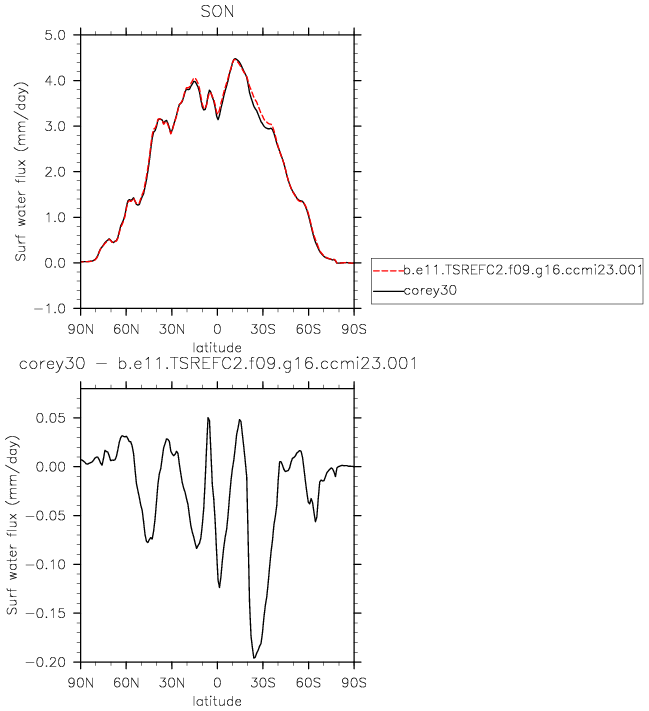 SON
5.0
4.0
3.0
2.0
1.0
0.0
−1.0
Surf water flux (mm/day)
90N 60N 30N 0 30S 60S 90S
latitude
b.e11.TSREFC2.f09.g16.ccmi23.001
corey30
corey30 − b.e11.TSREFC2.f09.g16.ccmi23.001
0.05
0.00
−0.05
−0.10
−0.15
−0.20
Surf water flux (mm/day)
90N 60N 30N 0 30S 60S 90S
latitude